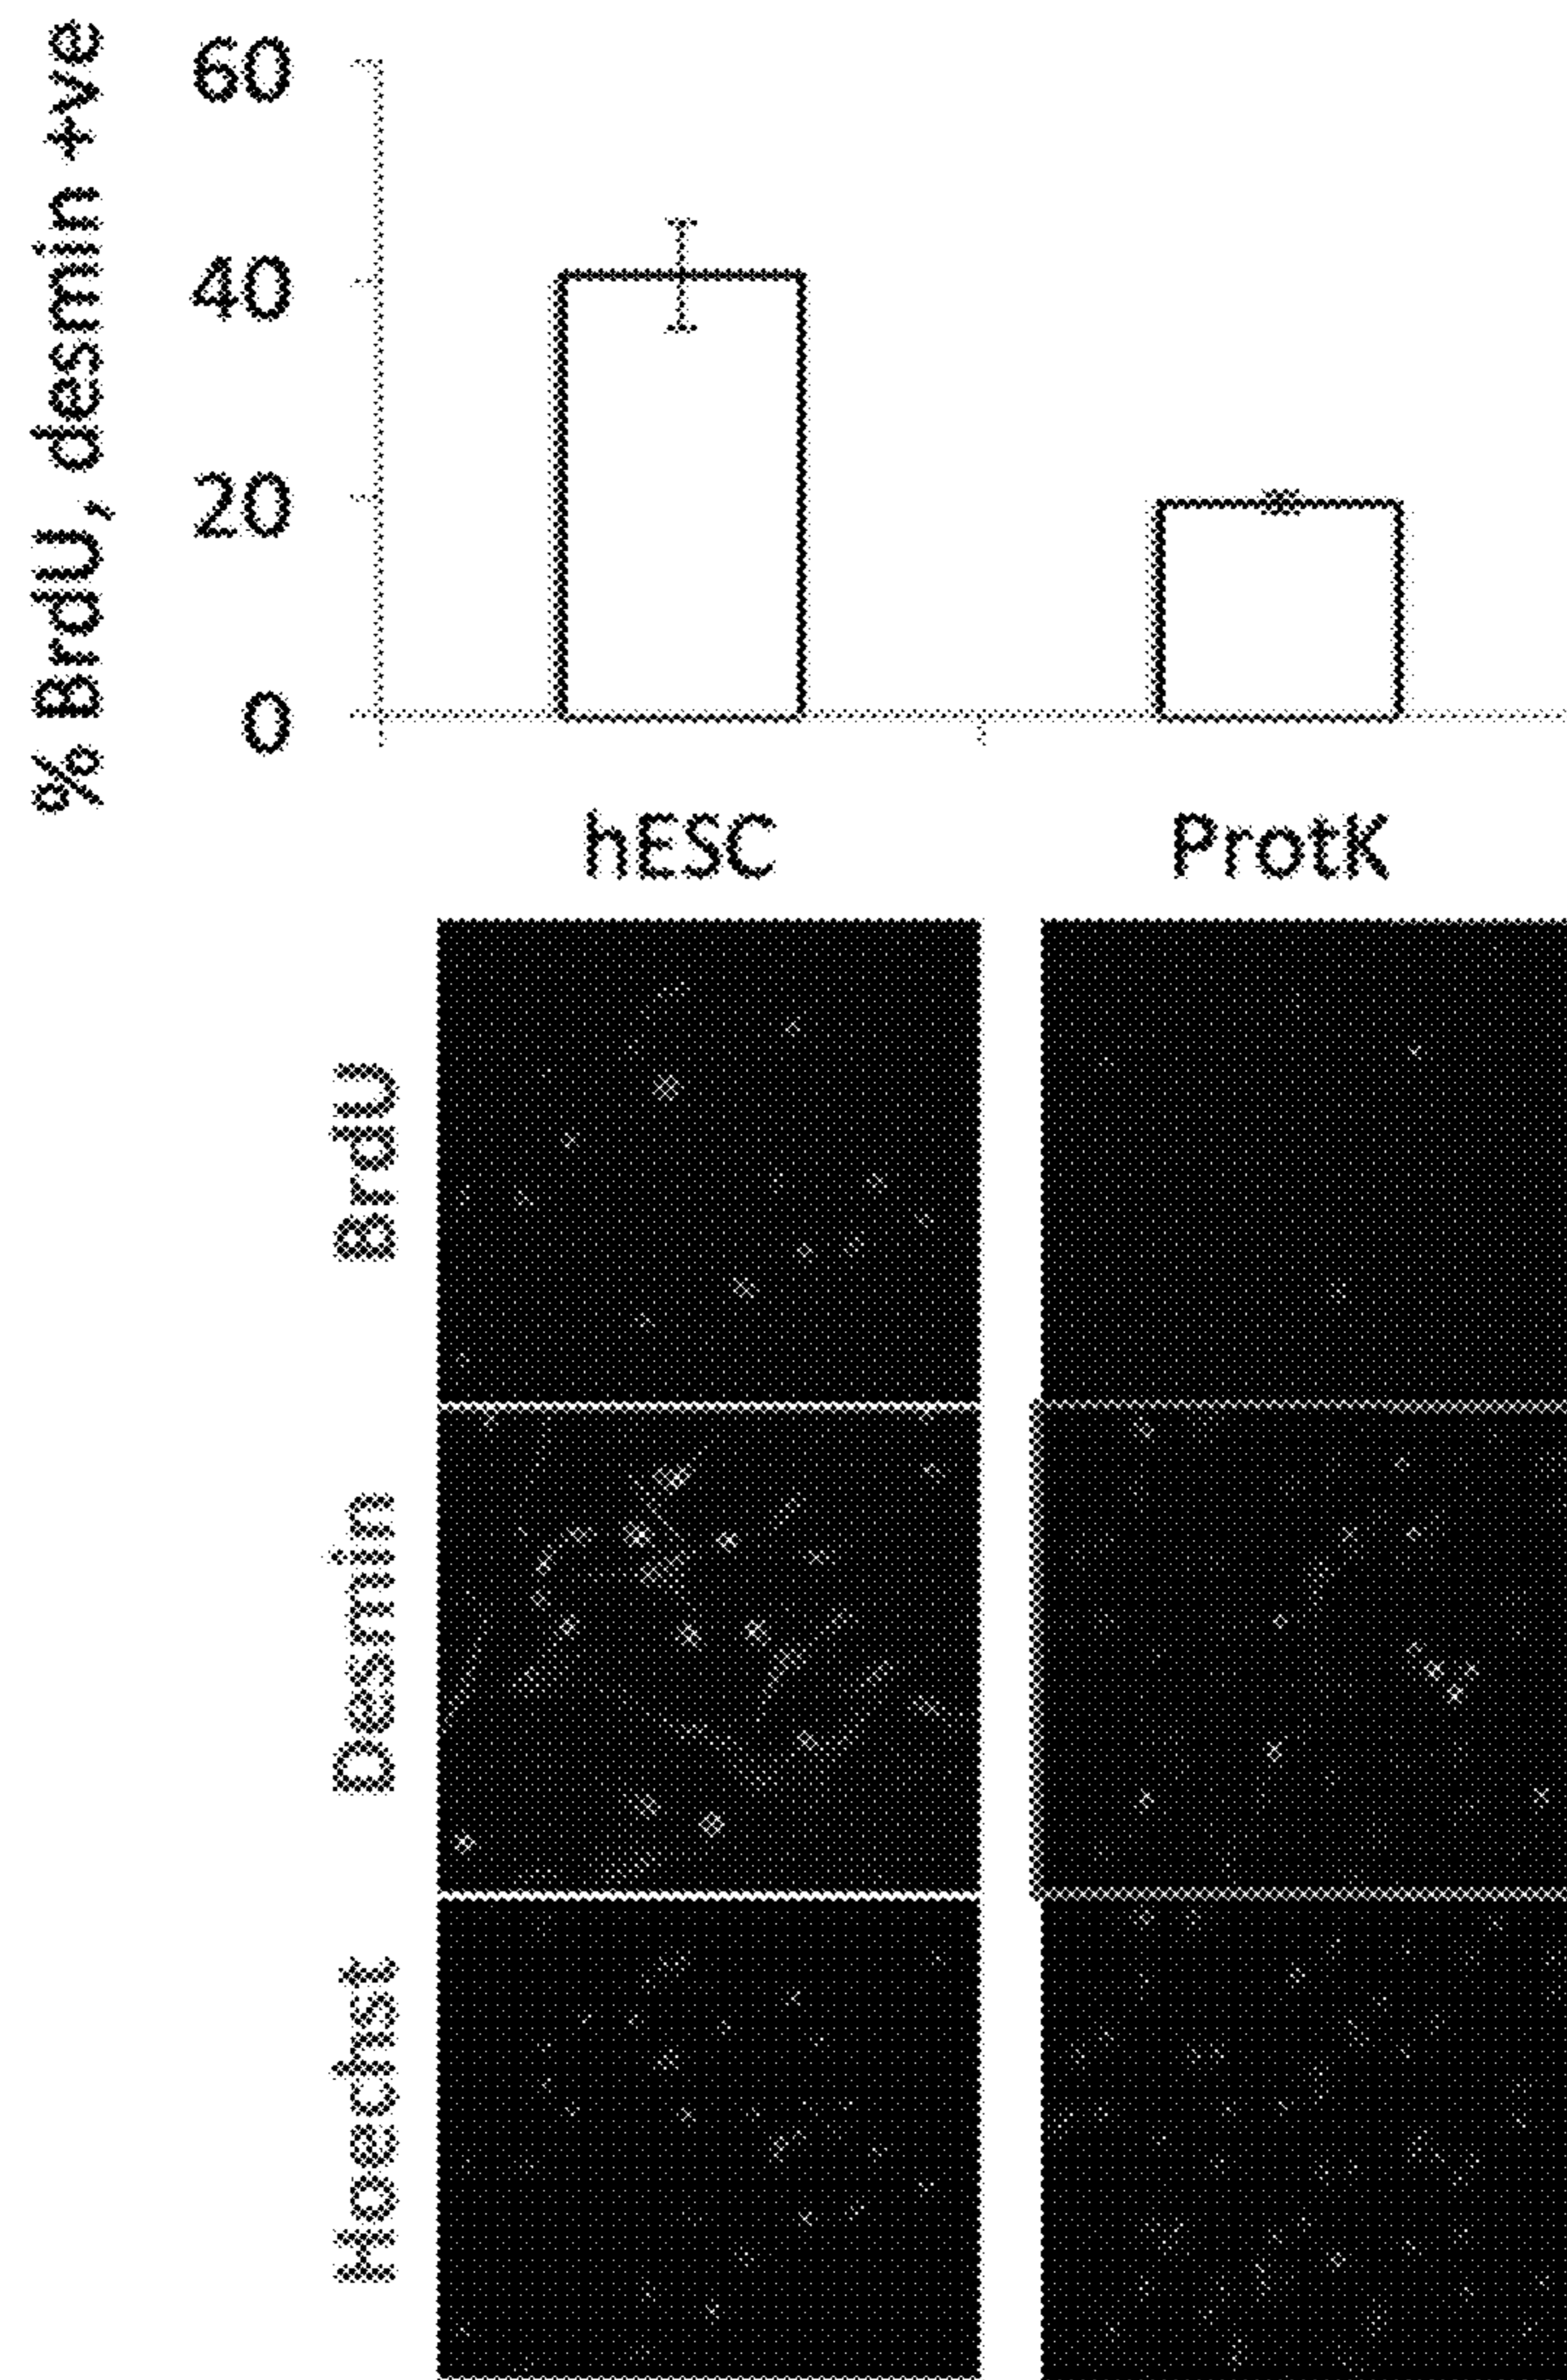 % BrdU, desmin +ve
60
40
20
0
hESC
ProtK
BrdU
Desmin
Hoechst